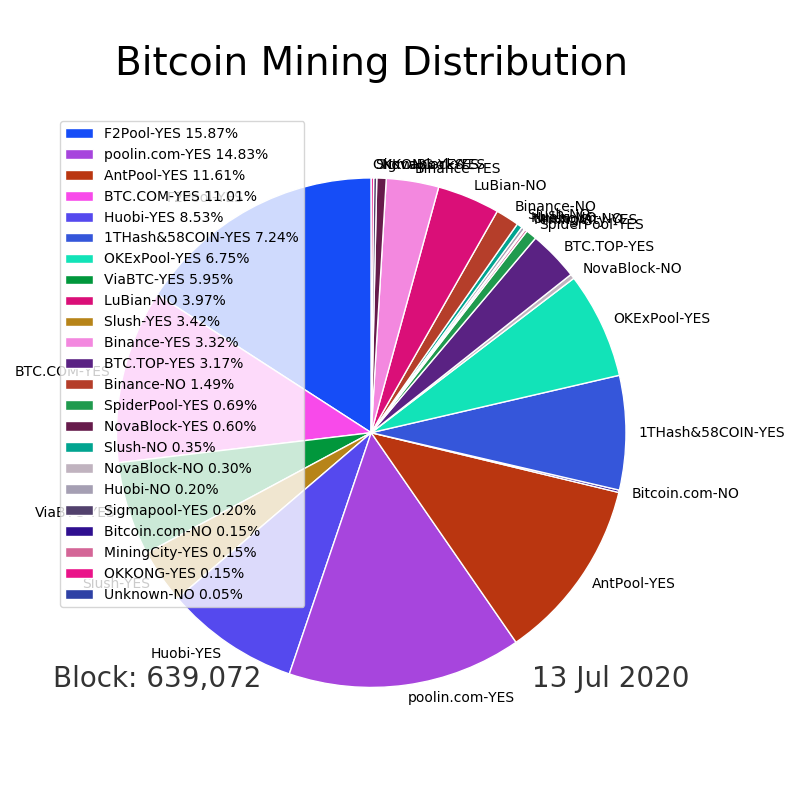 Bitcoin Mining Distribution
F2Pool-YES 15.87%
poolin.com-YES 14.83%
AntPool-YES 11.61%
BTC.COM-YES 11.01%
Huobi-YES 8.53%
1THash&58COIN-YES 7.24%
OKExPool-YES 6.75%
ViaBTC-YES 5.95%
LuBian-NO 3.97%
Slush-YES 3.42%
Binance-YES 3.32%
BTC.TOP-YES 3.17%
Binance-NO 1.49%
SpiderPool-YES 0.69%
NovaBlock-YES 0.60%
Slush-NO 0.35%
NovaBlock-NO 0.30%
Huobi-NO 0.20%
Sigmapool-YES 0.20%
Bitcoin.com-NO 0.15%
MiningCity-YES 0.15%
OKKONG-YES 0.15%
Unknown-NO 0.05%
Binance-YES
LuBian-NO
Binance-NO
SpiderPool-YES
BTC.TOP-YES
NovaBlock-NO
OKExPool-YES
1THash&58COIN-YES
Bitcoin.com-NO
AntPool-YES
poolin.com-YES
Huobi-YES
Slush-YES
ViaBTC-YES
BTC.COM-YES
Block: 639,072
13 Jul 2020